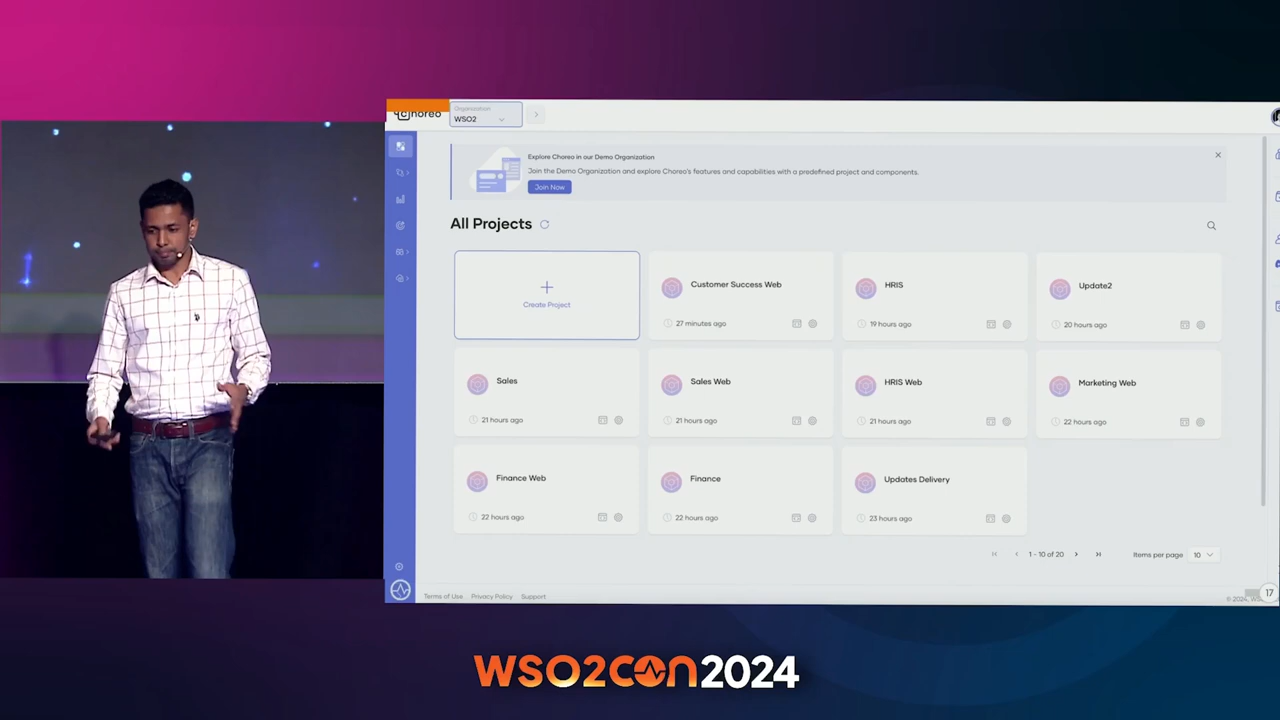 Choreo
Organization
WSO2
Explore Choreo in our Demo Organization
Join the Demo Organization and explore Choreo's features and capabilities with a predefined project and components.
Join Now
All Projects
Create Project
Customer Success Web
27 minutes ago
HRIS
19 hours ago
Update2
20 hours ago
Sales
21 hours ago
Sales Web
21 hours ago
HRIS Web
21 hours ago
Marketing Web
22 hours ago
Finance Web
22 hours ago
Finance
22 hours ago
Updates Delivery
23 hours ago
1 - 10 of 20
Items per page
10
Terms of Use
Privacy Policy
Support
© 2024,
17
WSO2CON2024